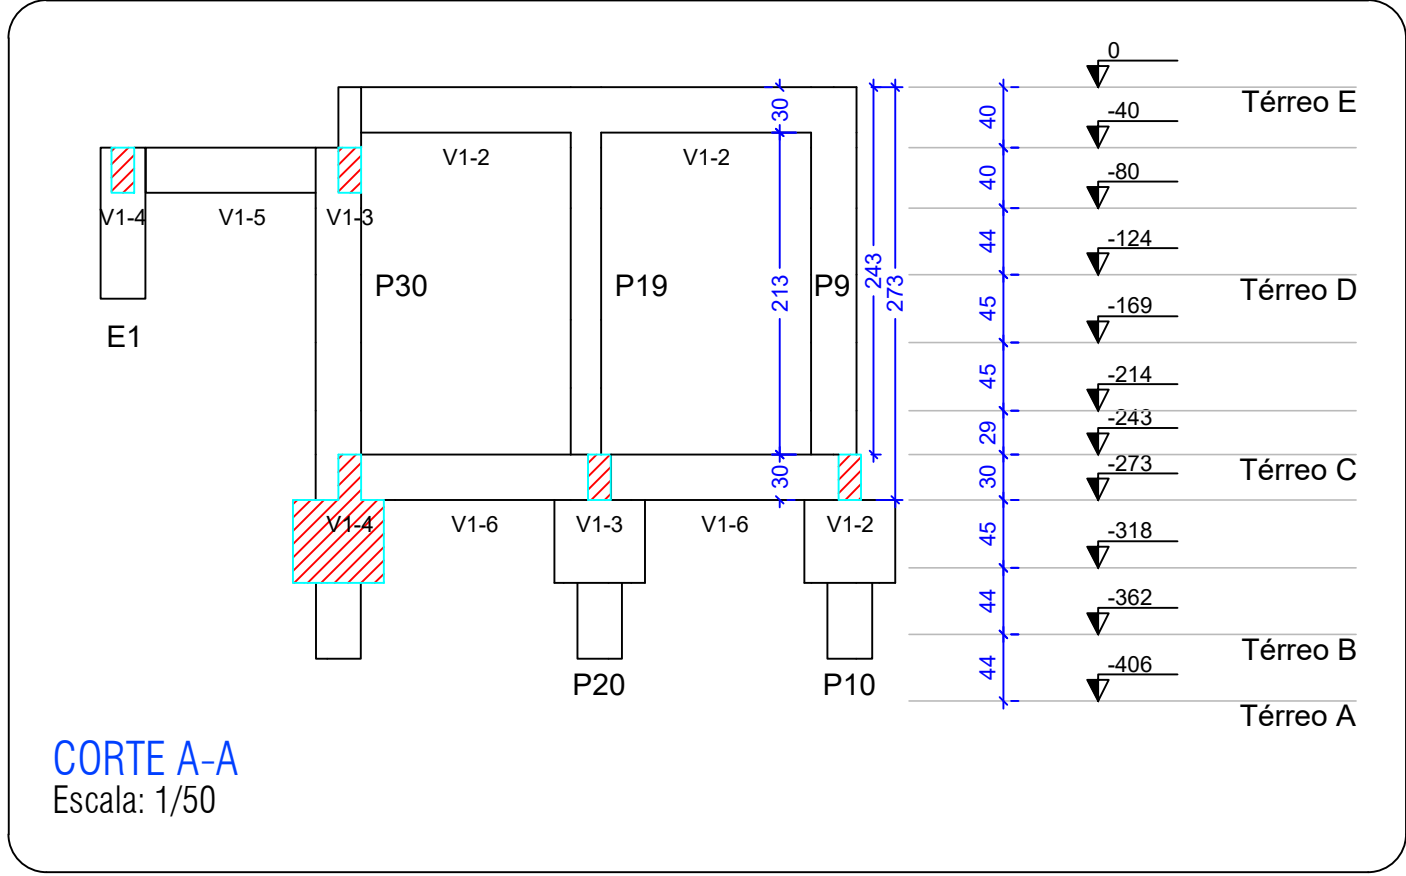 0
Térreo E
-40
40
30
V1-2
V1-2
-80
40
V1-4
V1-5
V1-3
-124
44
P30
P19
P9
213
243
273
Térreo D
-169
45
E1
-214
45
-243
29
-273
30
30
Térreo C
V1-4
V1-6
V1-3
V1-6
V1-2
-318
45
-362
44
Térreo B
-406
44
P20
P10
Térreo A
CORTE A-A
Escala: 1/50